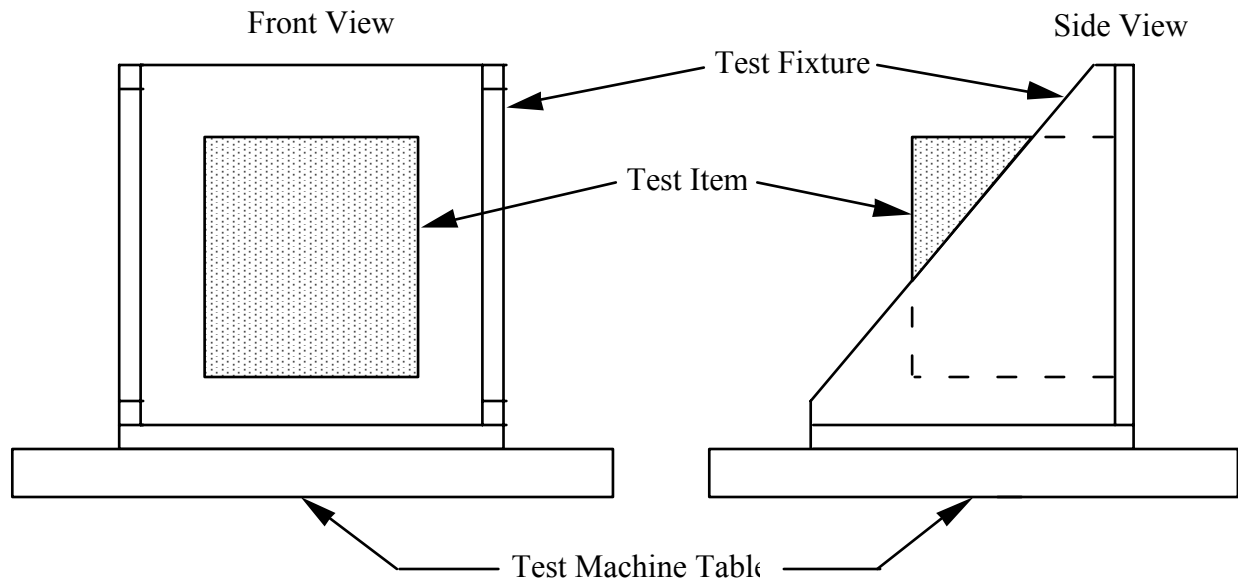 Front View
Side View
Test Fixture
Test Item
Test Machine Table